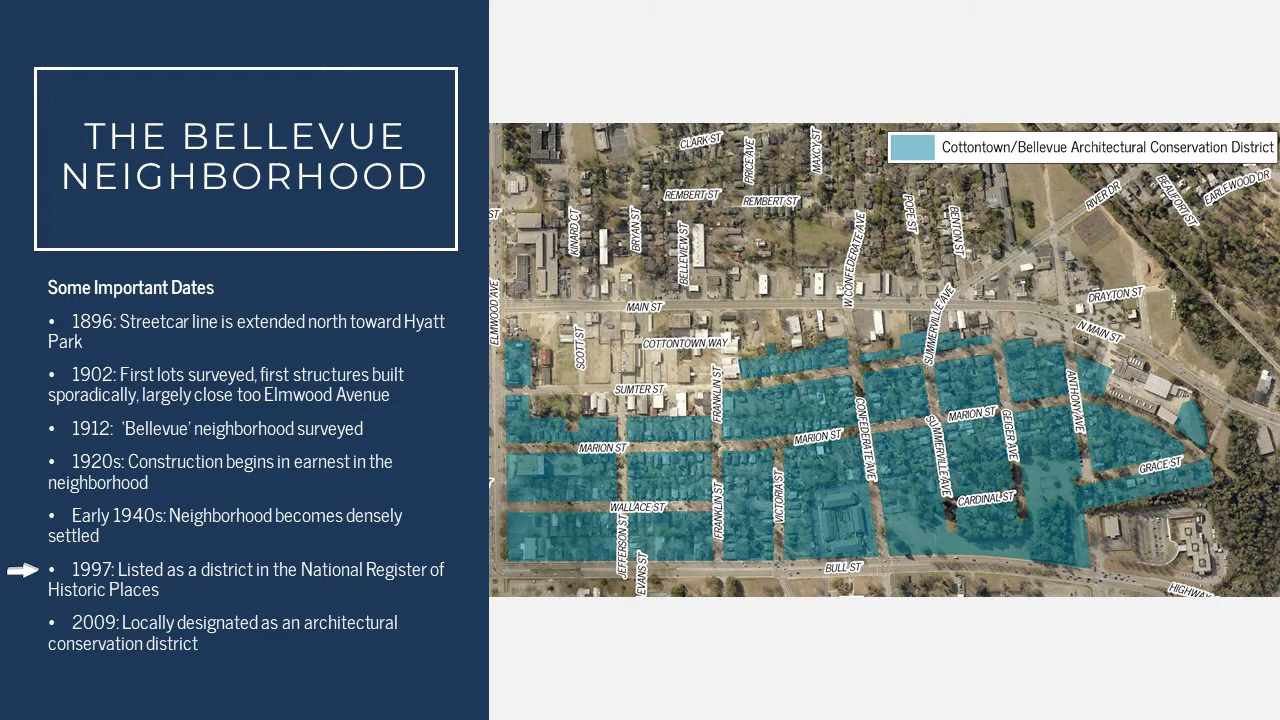 THE BELLEVUE
NEIGHBORHOOD
Some Important Dates
• 1896: Streetcar line is extended north toward Hyatt
Park
• 1902: First lots surveyed, first structures built
sporadically, largely close too Elmwood Avenue
• 1912: 'Bellevue' neighborhood surveyed
• 1920s: Construction begins in earnest in the
neighborhood
• Early 1940s: Neighborhood becomes densely
settled
• 1997: Listed as a district in the National Register of
Historic Places
• 2009: Locally designated as an architectural
conservation district
Cottontown/Bellevue Architectural Conservation District
CLARK ST
PRICE AVE
MAXCY ST
REMBERT ST
REMBERT ST
RIVER DR
BEAUFORT ST
EARLEWOOD DR
ST
KINARD CT
BRYAN ST
BELLEVIEW ST
W CONFEDERATE AVE
POPE ST
BENTON ST
ELMWOOD AVE
MAIN ST
DRAYTON ST
N MAIN ST
SCOTT ST
COTTONTOWN WAY
SUMMERVILLE AVE
SUMTER ST
FRANKLIN ST
ANTHONY AVE
MARION ST
MARION ST
MARION ST
CONFEDERATE AVE
SUMMERVILLE AVE
GEIGER AVE
GRACE ST
WALLACE ST
FRANKLIN ST
VICTORIA ST
CARDINAL ST
JEFFERSON ST
EVANS ST
BULL ST
HIGHWAY